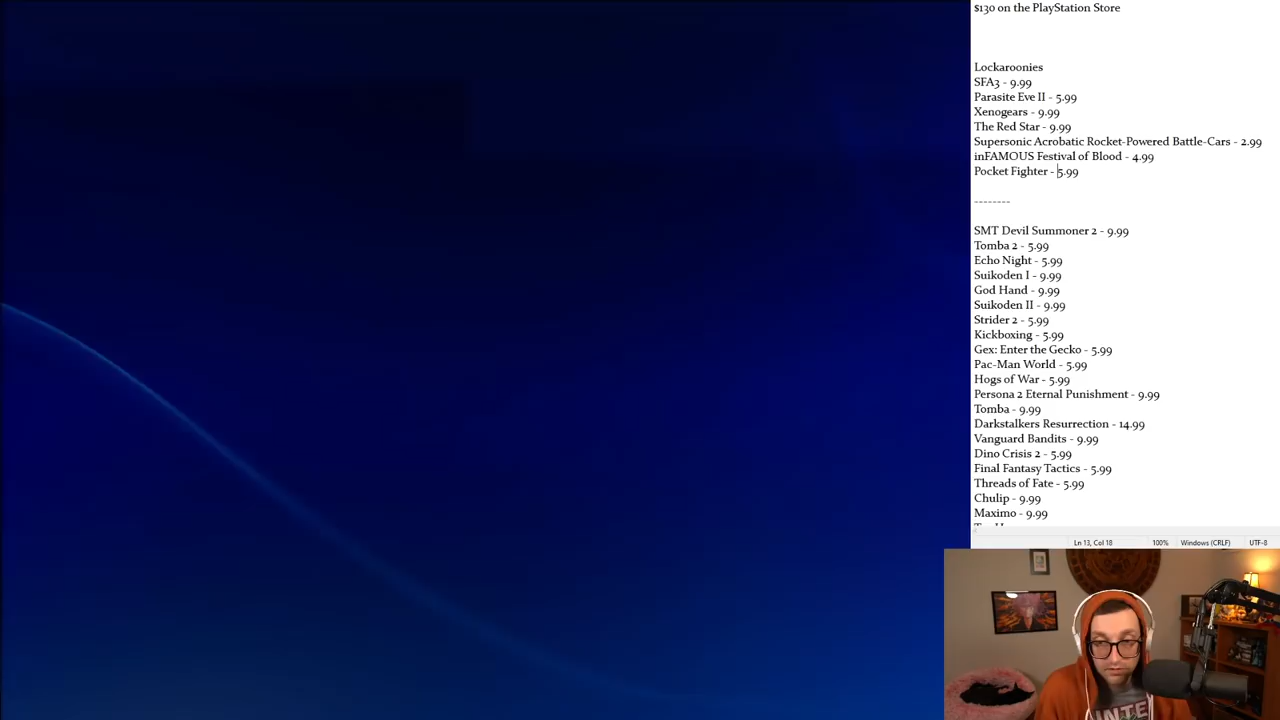 $130 on the PlayStation Store
Lockaroonies
SFA3 - 9.99
Parasite Eve II - 5.99
Xenogears - 9.99
The Red Star - 9.99
Supersonic Acrobatic Rocket-Powered Battle-Cars - 2.99
inFAMOUS Festival of Blood - 4.99
Pocket Fighter - 5.99
--------
SMT Devil Summoner 2 - 9.99
Tomba 2 - 5.99
Echo Night - 5.99
Suikoden I - 9.99
God Hand - 9.99
Suikoden II - 9.99
Strider 2 - 5.99
Kickboxing - 5.99
Gex: Enter the Gecko - 5.99
Pac-Man World - 5.99
Hogs of War - 5.99
Persona 2 Eternal Punishment - 9.99
Tomba - 9.99
Darkstalkers Resurrection - 14.99
Vanguard Bandits - 9.99
Dino Crisis 2 - 5.99
Final Fantasy Tactics - 5.99
Threads of Fate - 5.99
Chulip - 9.99
Maximo - 9.99
Ln 13, Col 18 100% Windows (CRLF) UTF-8
INTE